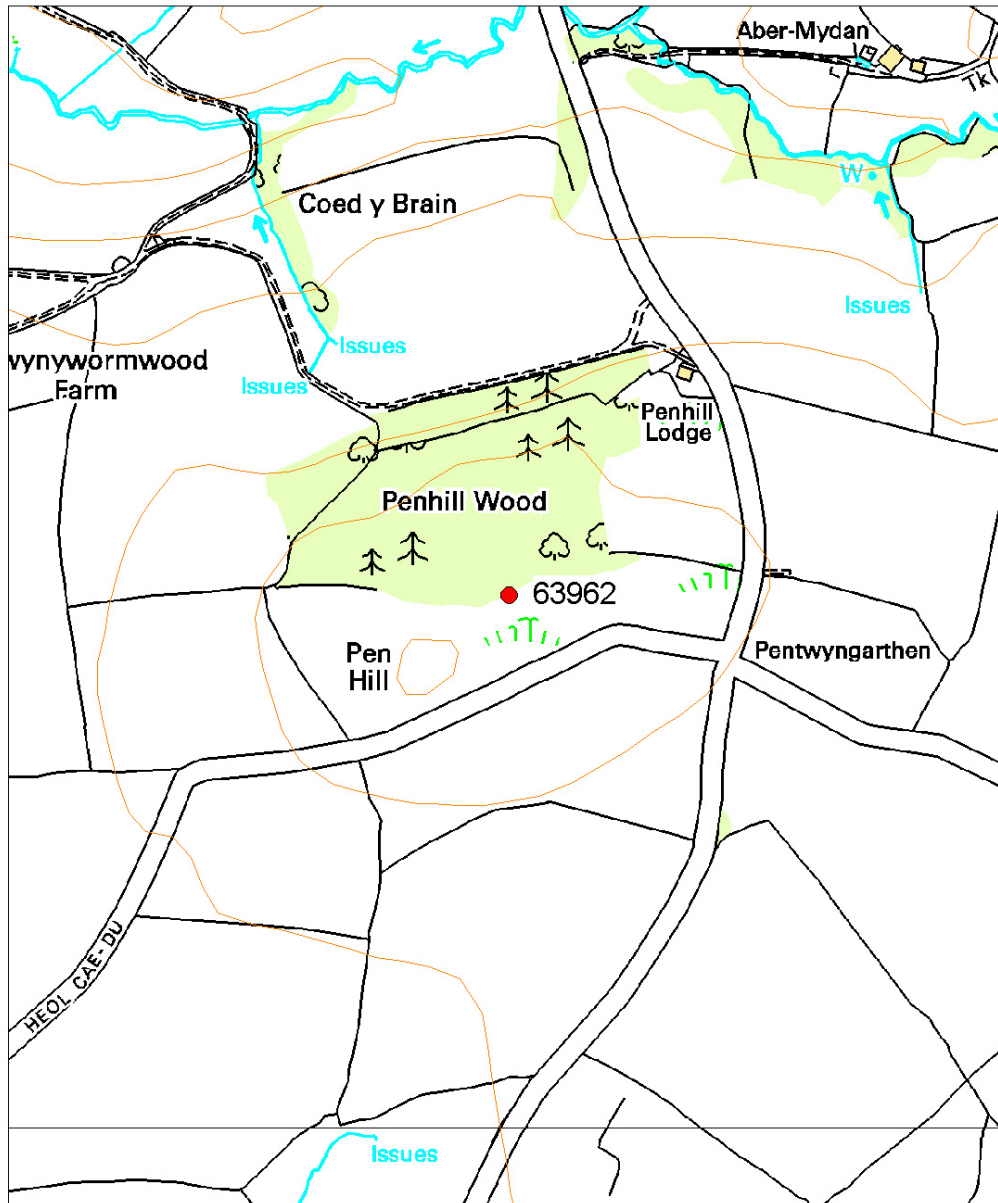 Aber-Mydan
Tk
W
Coed y Brain
Issues
Issues
wynywormwood
Farm
Issues
Penhill
Lodge
Penhill Wood
63962
Pen
Hill
Pentwyngarthen
HEOL CAE-DU
Issues